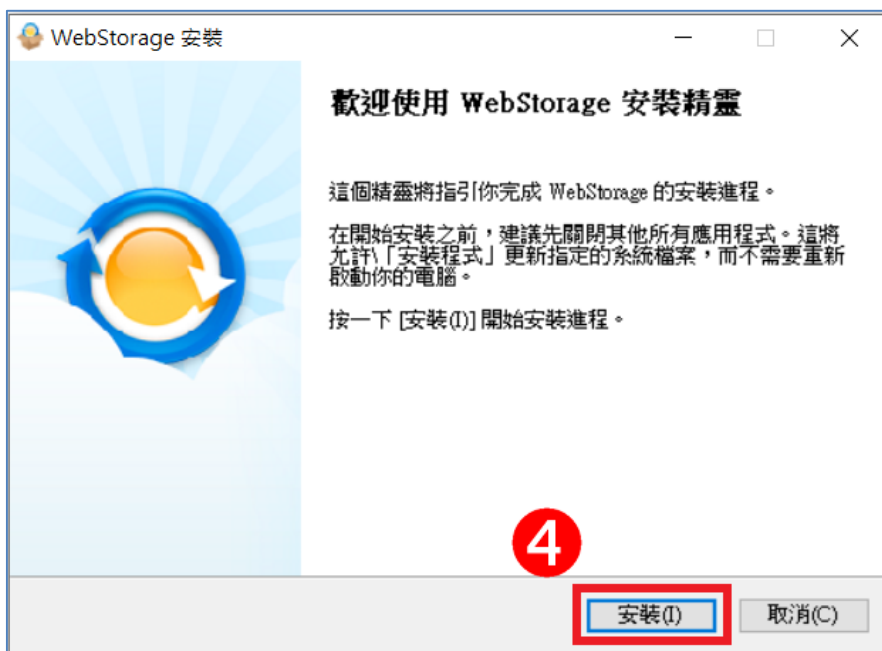 WebStorage 安裝
歡迎使用 WebStorage 安裝精靈
這個精靈將指引你完成 WebStorage 的安裝進程。
在開始安裝之前，建議先關閉其他所有應用程式。這將
允許\「安裝程式」更新指定的系統檔案，而不需要重新
啟動你的電腦。
按一下 [安裝(I)] 開始安裝進程。
4
安裝(I) 取消(C)